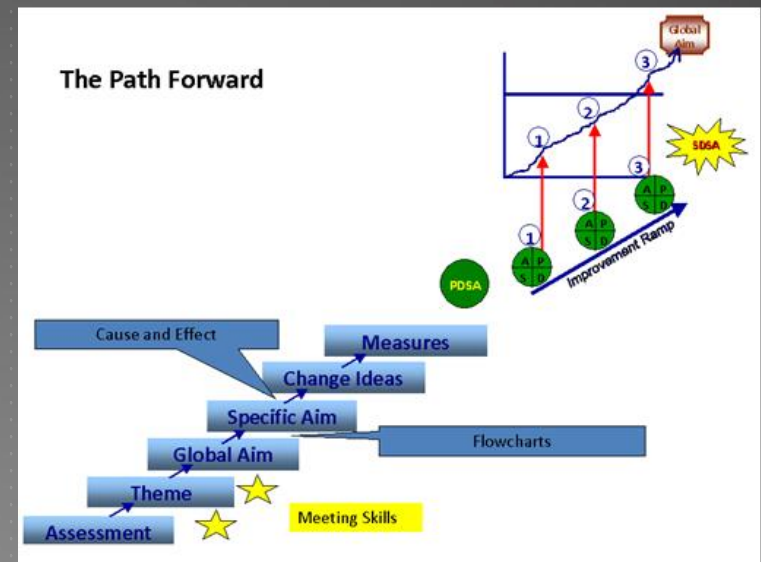 The Path Forward
Global
Aim
3
2
1
SDSA
3
A P
S D
2
A P
S D
1
A P
S D
Improvement Ramp
PDSA
Cause and Effect
Measures
Change Ideas
Specific Aim
Flowcharts
Global Aim
Theme
Meeting Skills
Assessment